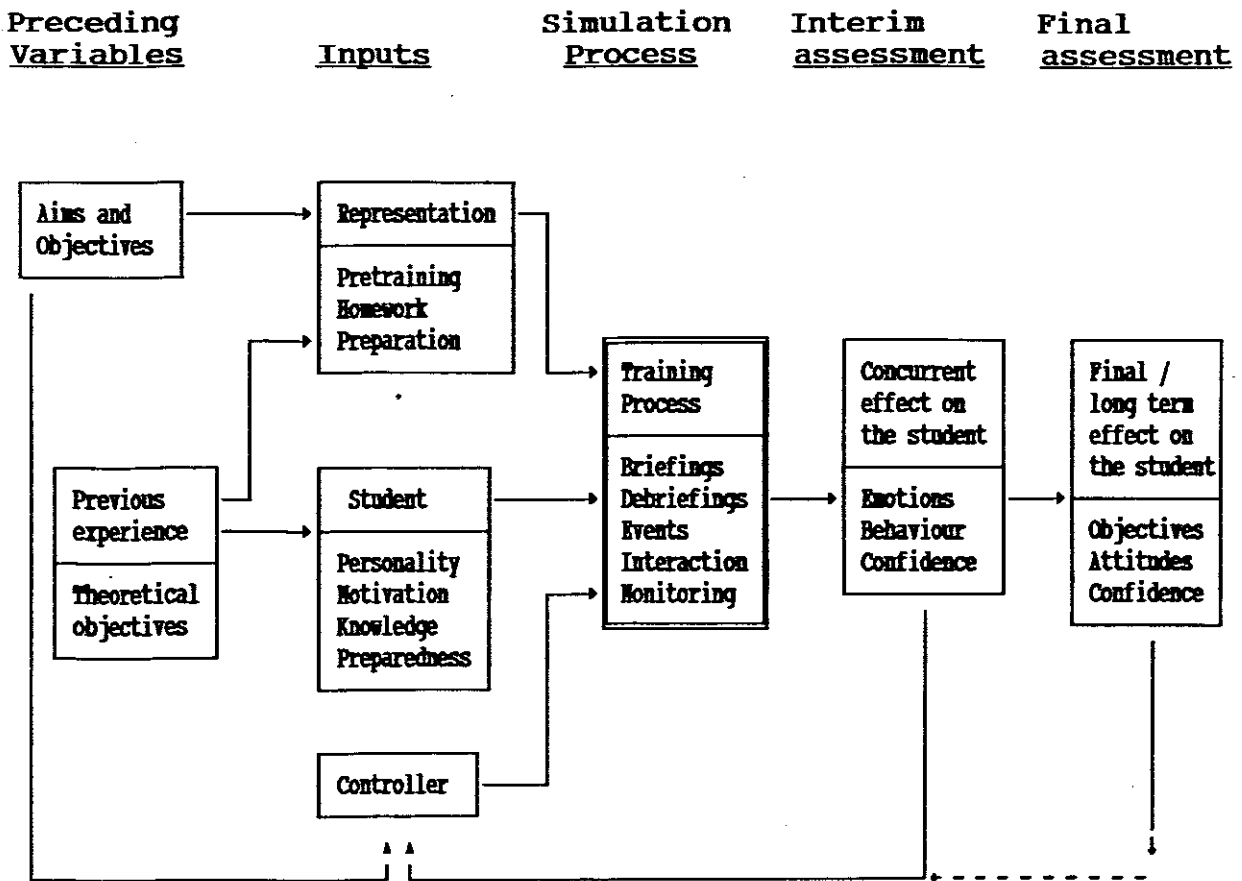 Preceding
Variables
Inputs
Simulation
Process
Interim
assessment
Final
assessment
Aims and
Objectives
Representation
Pretraining
Homework
Preparation
Previous
experience
Theoretical
objectives
Student
Personality
Motivation
Knowledge
Preparedness
Controller
Training
Process
Briefings
Debriefings
Events
Interaction
Monitoring
Concurrent
effect on
the student
Emotions
Behaviour
Confidence
Final /
long term
effect on
the student
Objectives
Attitudes
Confidence